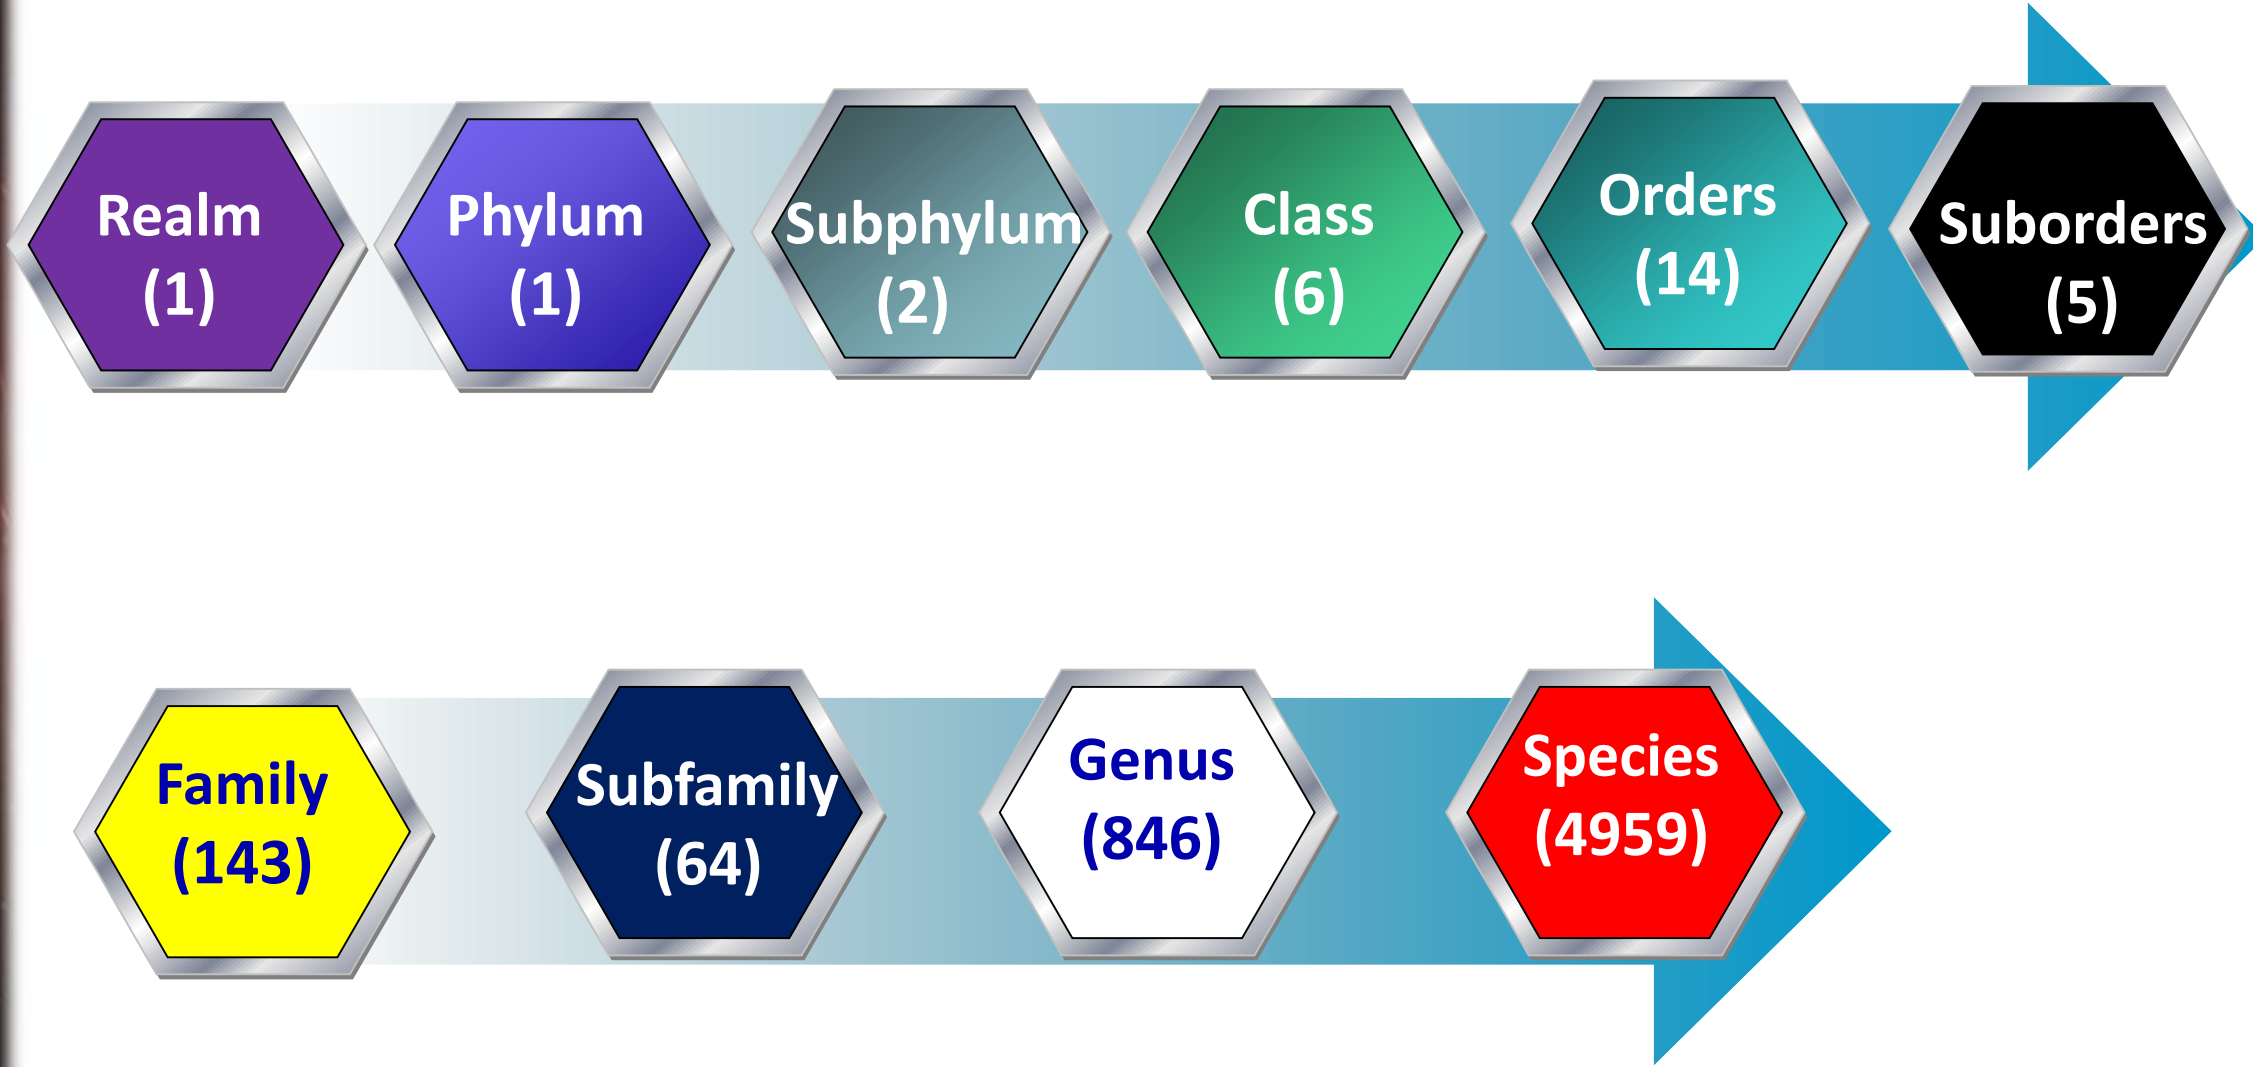 Realm
(1)
Phylum
(1)
Subphylum
(2)
Class
(6)
Orders
(14)
Suborders
(5)
Family
(143)
Subfamily
(64)
Genus
(846)
Species
(4959)